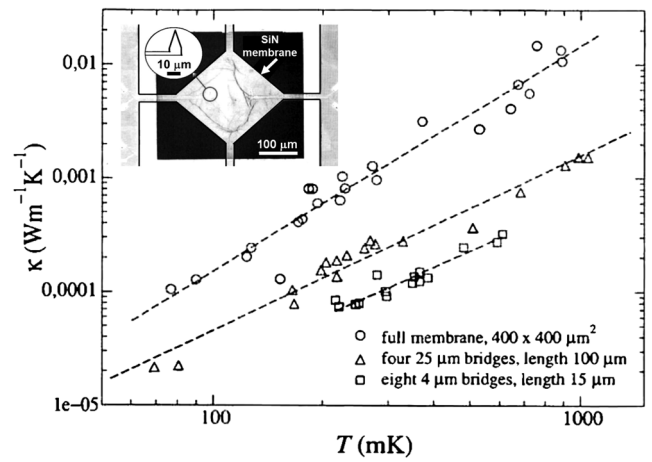 SiN
membrane
10 μm
100 μm
0,01
0,001
0,0001
1e-05
κ (Wm⁻¹K⁻¹)
full membrane, 400 x 400 μm²
four 25 μm bridges, length 100 μm
eight 4 μm bridges, length 15 μm
100
1000
T (mK)